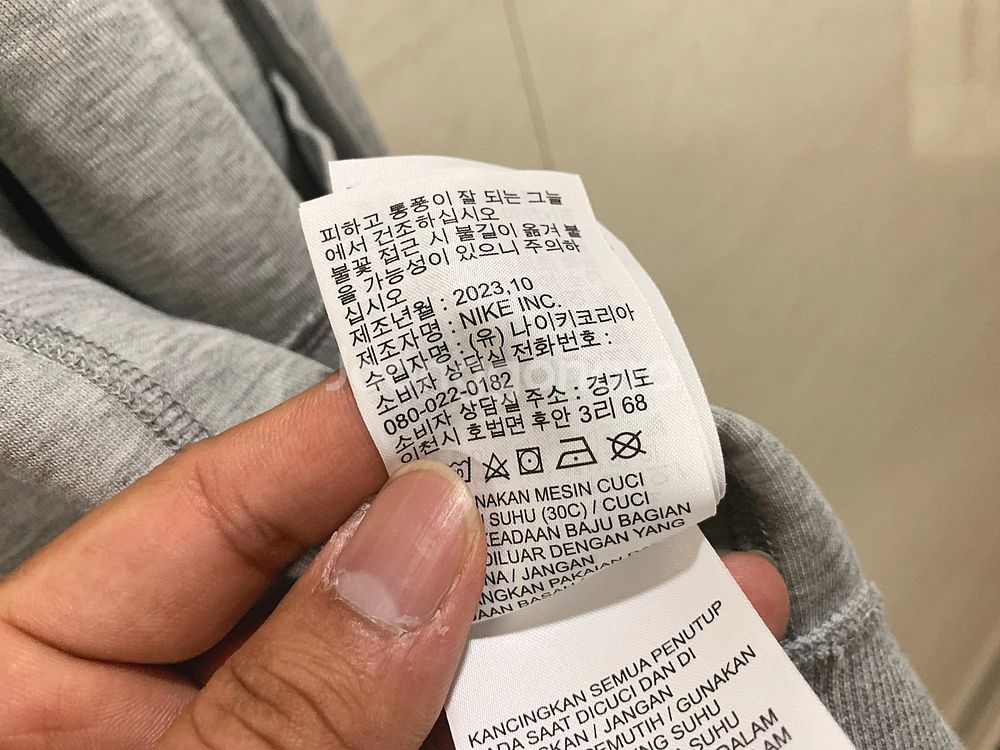 피하고 통풍이 잘 되는 그늘
에서 건조하십시오
불꽃 접근 시 불길이 옮겨 붙
을 가능성이 있으니 주의하
십시오
제조년월 : 2023,10
제조자명 : NIKE INC.
수입자명 : (유) 나이키코리아
소비자 상담실 전화번호 :
080-022-0182
소비자 상담실 주소 : 경기도
이천시 호법면 후안 3리 68
MESIN CUCI
SUHU (30C) / CUCI
KEADAAN BAJU BAGIAN
DILUAR DENGAN YANG
/ JANGAN
PAKAIAN
KANCINGKAN SEMUA PENUTUP
SAAT DICUCI DAN DI
/ JANGAN
/ GUNAKAN
SUHU
SUHU
DALAM